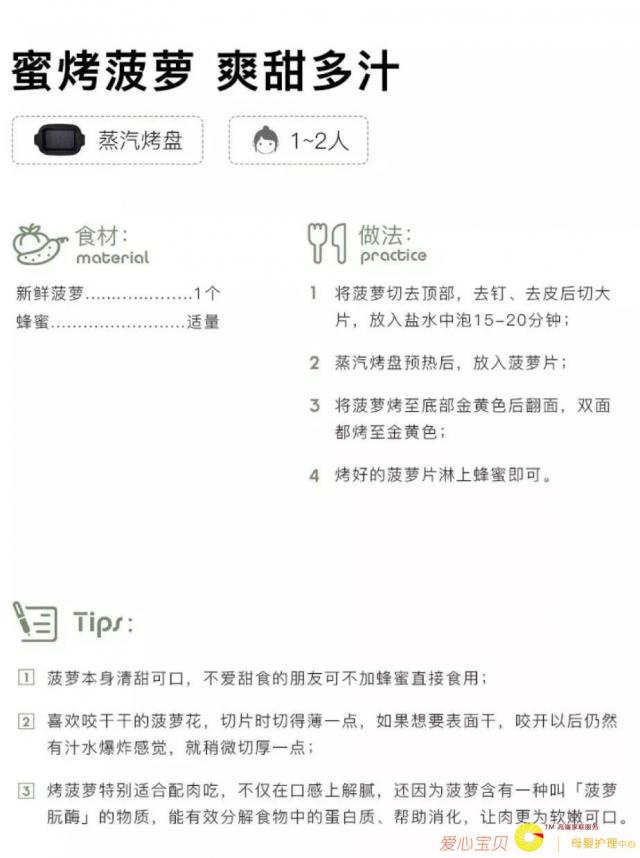 蜜烤菠萝 爽甜多汁
蒸汽烤盘
1~2人
食材:
material
新鲜菠萝....................1个
蜂蜜.........................适量
做法:
practice
1 将菠萝切去顶部，去钉、去皮后切大
片，放入盐水中泡15-20分钟；
2 蒸汽烤盘预热后，放入菠萝片；
3 将菠萝烤至底部金黄色后翻面，双面
都烤至金黄色；
4 烤好的菠萝片淋上蜂蜜即可。
Tips:
1 菠萝本身清甜可口，不爱甜食的朋友可不加蜂蜜直接食用；
2 喜欢咬干干的菠萝花，切片时切得薄一点，如果想要表面干，咬开以后仍然
有汁水爆炸感觉，就稍微切厚一点；
3 烤菠萝特别适合配肉吃，不仅在口感上解腻，还因为菠萝含有一种叫「菠萝
朊酶」的物质，能有效分解食物中的蛋白质、帮助消化，让肉更为软嫩可口。
爱心宝贝
TM 高端家庭服务
母婴护理中心